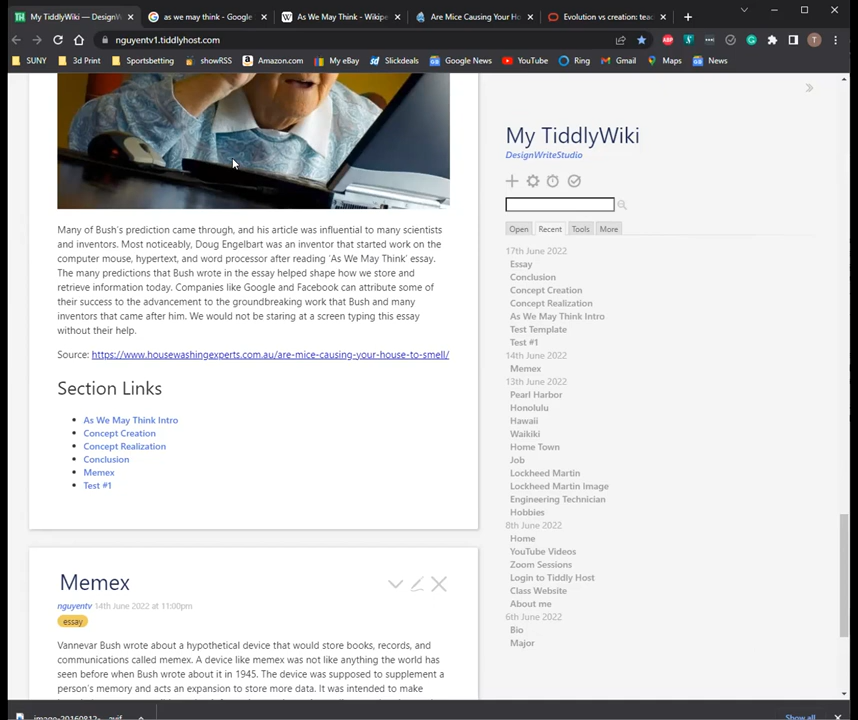 My TiddlyWiki — DesignW
as we may think - Google
As We May Think - Wikipe
Are Mice Causing Your Ho
Evolution vs creation: tea
nguyentv1.tiddlyhost.com
SUNY
3d Print
Sportsbetting
showRSS
Amazon.com
My eBay
Slickdeals
Google News
YouTube
Ring
Gmail
Maps
News
Many of Bush's prediction came through, and his article was influential to many scientists
and inventors. Most noticeably, Doug Engelbart was an inventor that started work on the
computer mouse, hypertext, and word processor after reading 'As We May Think' essay.
The many predictions that Bush wrote in the essay helped shape how we store and
retrieve information today. Companies like Google and Facebook can attribute some of
their success to the advancement to the groundbreaking work that Bush and many
inventors that came after him. We would not be staring at a screen typing this essay
without their help.
Source: https://www.housewashingexperts.com.au/are-mice-causing-your-house-to-smell/
Section Links
As We May Think Intro
Concept Creation
Concept Realization
Conclusion
Memex
Test #1
Memex
nguyentv 14th June 2022 at 11:00pm
essay
Vannevar Bush wrote about a hypothetical device that would store books, records, and
communications called memex. A device like memex was not like anything the world has
seen before when Bush wrote about it in 1945. The device was supposed to supplement a
person's memory and acts an expansion to store more data. It was intended to make
My TiddlyWiki
DesignWriteStudio
Open
Recent
Tools
More
17th June 2022
Essay
Conclusion
Concept Creation
Concept Realization
As We May Think Intro
Test Template
Test #1
14th June 2022
Memex
13th June 2022
Pearl Harbor
Honolulu
Hawaii
Waikiki
Home Town
Job
Lockheed Martin
Lockheed Martin Image
Engineering Technician
Hobbies
8th June 2022
Home
YouTube Videos
Zoom Sessions
Login to Tiddly Host
Class Website
About me
6th June 2022
Bio
Major
image-20160812-....avif
Show all